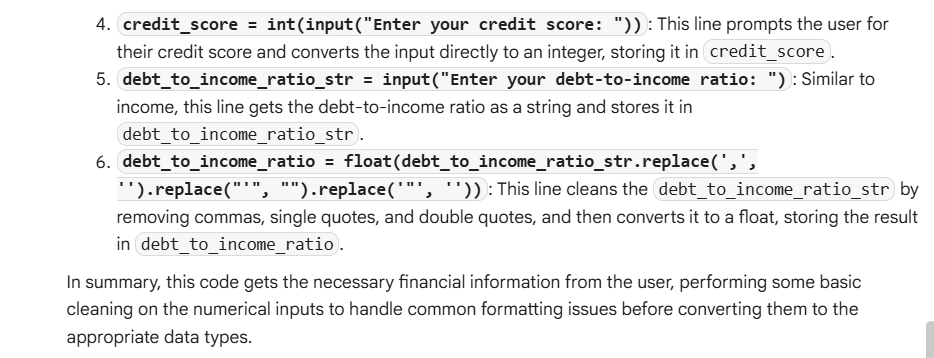 4. credit_score = int(input("Enter your credit score: ")): This line prompts the user for
their credit score and converts the input directly to an integer, storing it in credit_score.
5. debt_to_income_ratio_str = input("Enter your debt-to-income ratio: "): Similar to
income, this line gets the debt-to-income ratio as a string and stores it in
debt_to_income_ratio_str.
6. debt_to_income_ratio = float(debt_to_income_ratio_str.replace(',',
'').replace("'", "").replace('"', '')): This line cleans the debt_to_income_ratio_str by
removing commas, single quotes, and double quotes, and then converts it to a float, storing the result
in debt_to_income_ratio.
In summary, this code gets the necessary financial information from the user, performing some basic
cleaning on the numerical inputs to handle common formatting issues before converting them to the
appropriate data types.